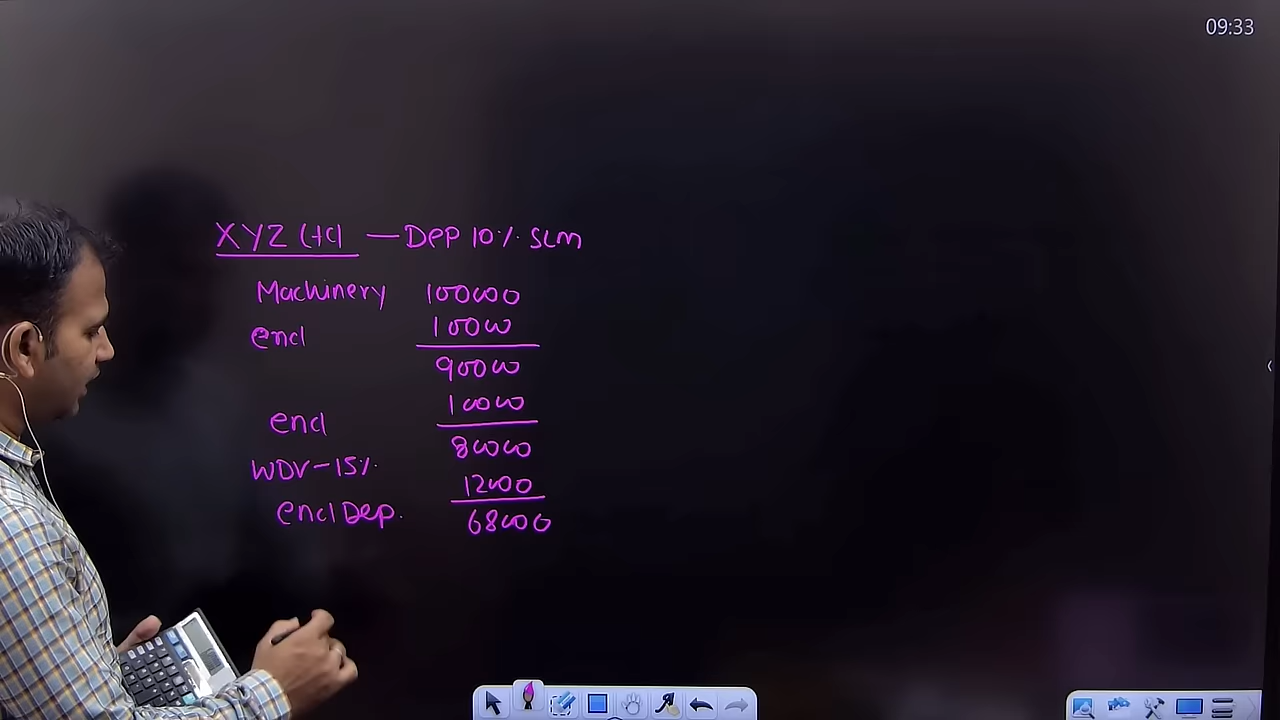 09:33
XYZ Ltd — Dep 10% SLM
Machinery 100000
end 10000
90000
10000
end
80000
WDV - 15%
12000
end Dep.
68000